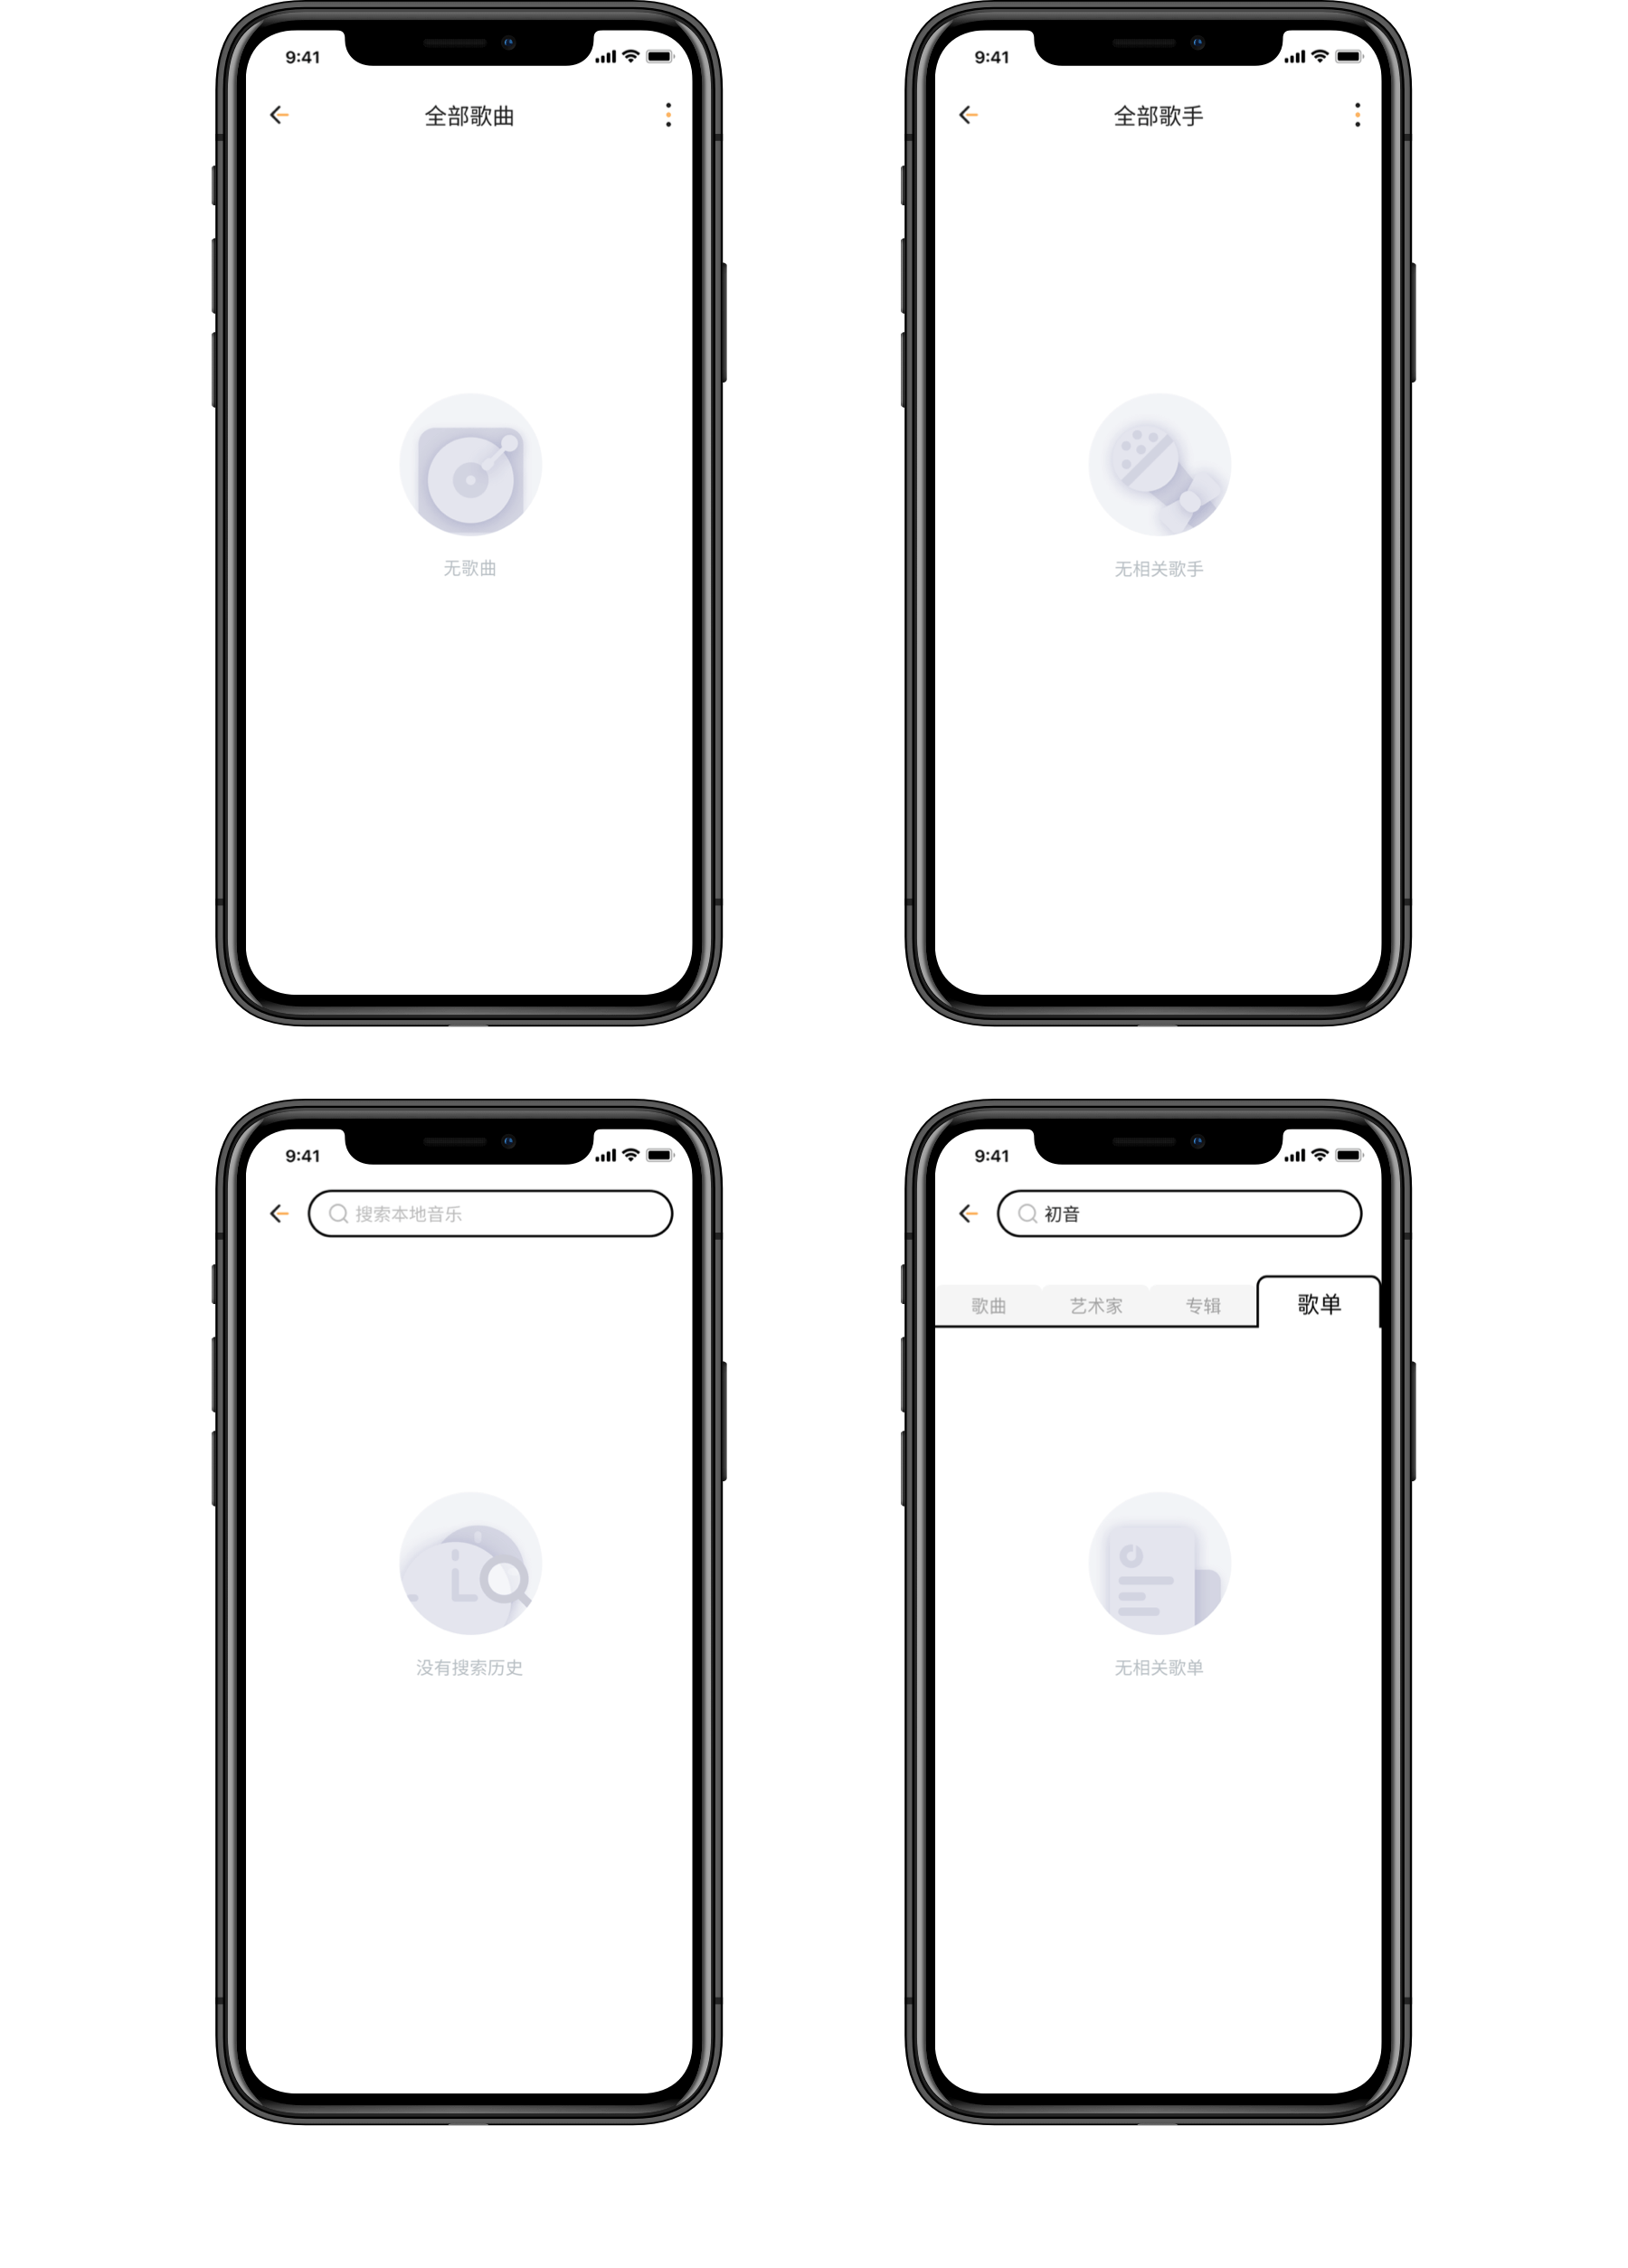 9:41
全部歌曲
无歌曲
9:41
全部歌手
无相关歌手
9:41
搜索本地音乐
没有搜索历史
9:41
初音
歌曲 艺术家 专辑 歌单
无相关歌单